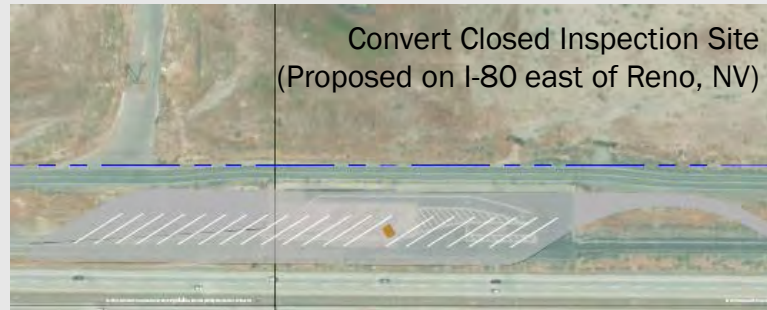 Convert Closed Inspection Site
(Proposed on I-80 east of Reno, NV)